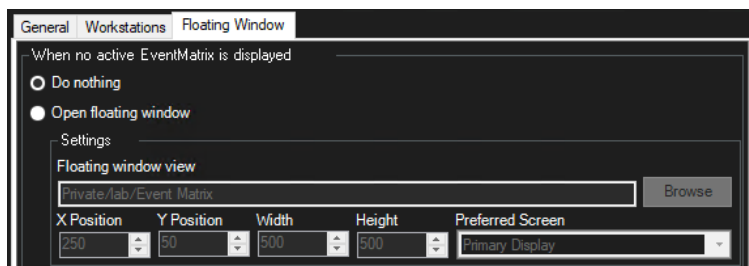 General Workstations Floating Window
When no active EventMatrix is displayed
Do nothing
Open floating window
Settings
Floating window view
Private/lab/Event Matrix Browse
X Position Y Position Width Height Preferred Screen
250 50 500 500 Primary Display